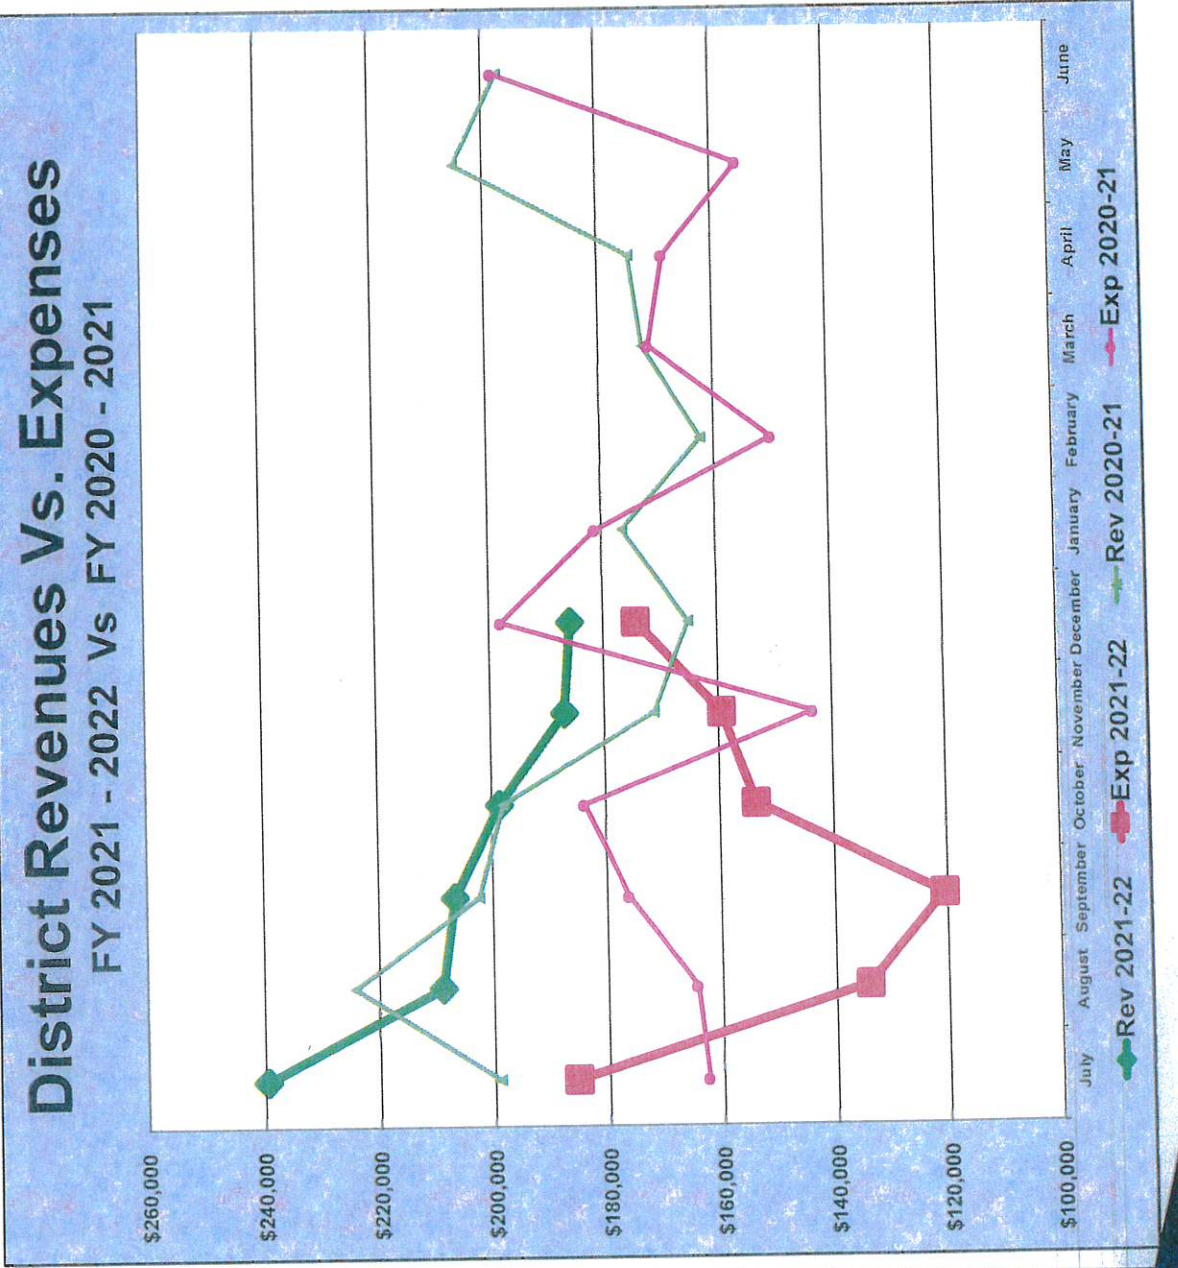 District Revenues Vs. Expenses
FY 2021 - 2022 Vs FY 2020 - 2021
$260,000
$240,000
$220,000
$200,000
$180,000
$160,000
$140,000
$120,000
$100,000
July August September October November December January February March April May June
Rev 2021-22 Exp 2021-22 Rev 2020-21 Exp 2020-21